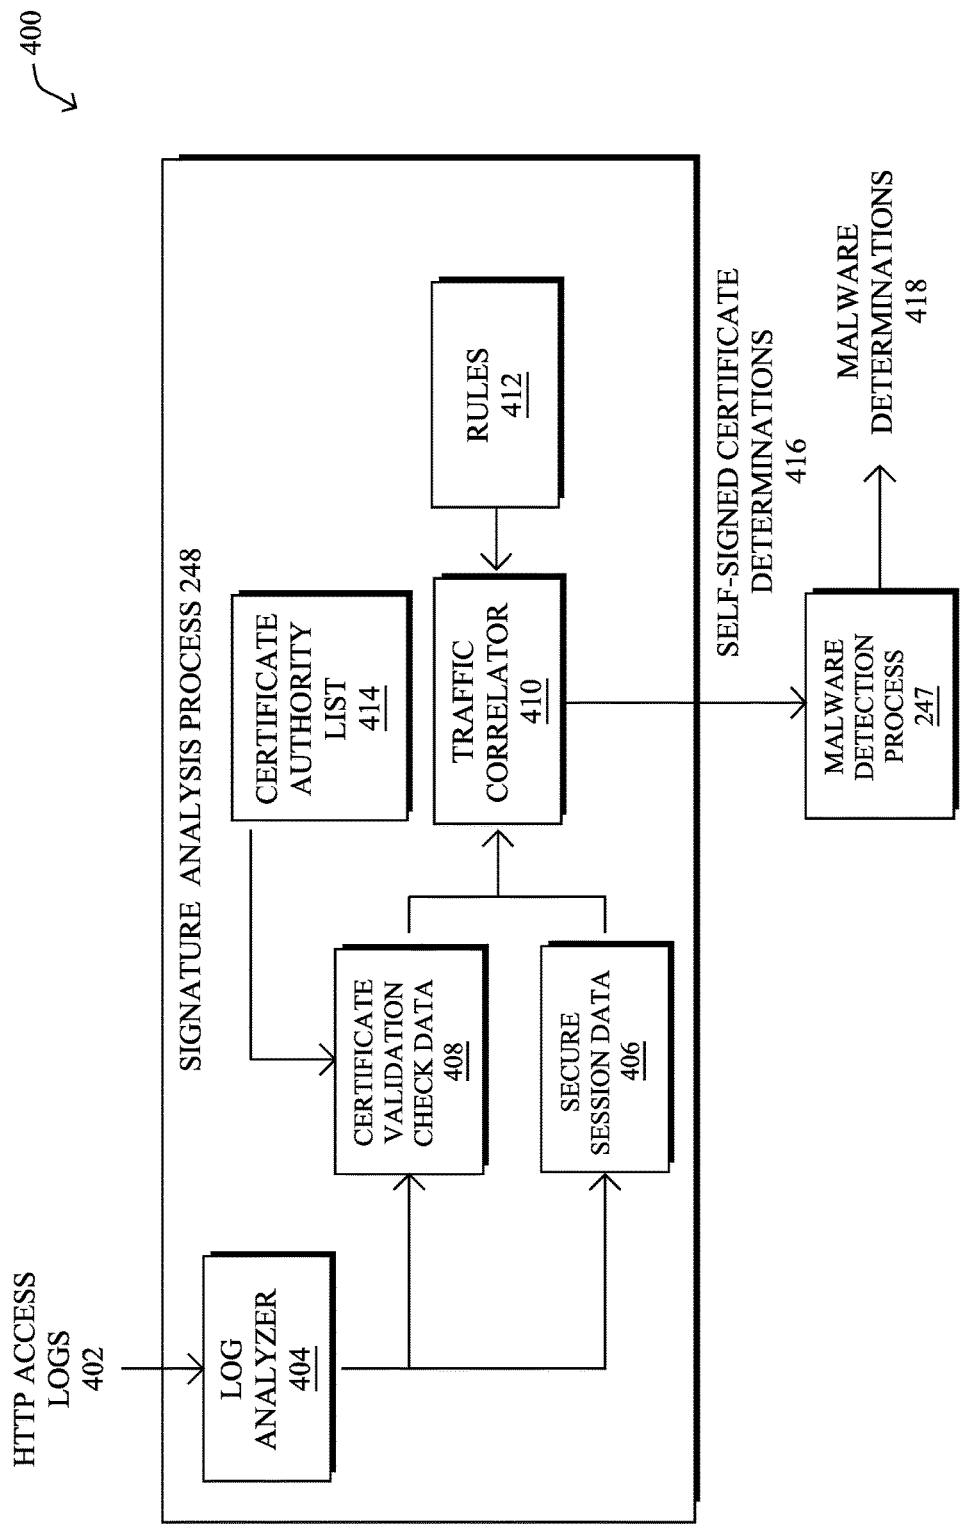 400
HTTP ACCESS
LOGS
402
SIGNATURE ANALYSIS PROCESS 248
LOG
ANALYZER
404
CERTIFICATE
VALIDATION
CHECK DATA
408
SECURE
SESSION DATA
406
CERTIFICATE
AUTHORITY
LIST
414
TRAFFIC
CORRELATOR
410
RULES
412
SELF-SIGNED CERTIFICATE
DETERMINATIONS
416
MALWARE
DETECTION
PROCESS
247
MALWARE
DETERMINATIONS
418